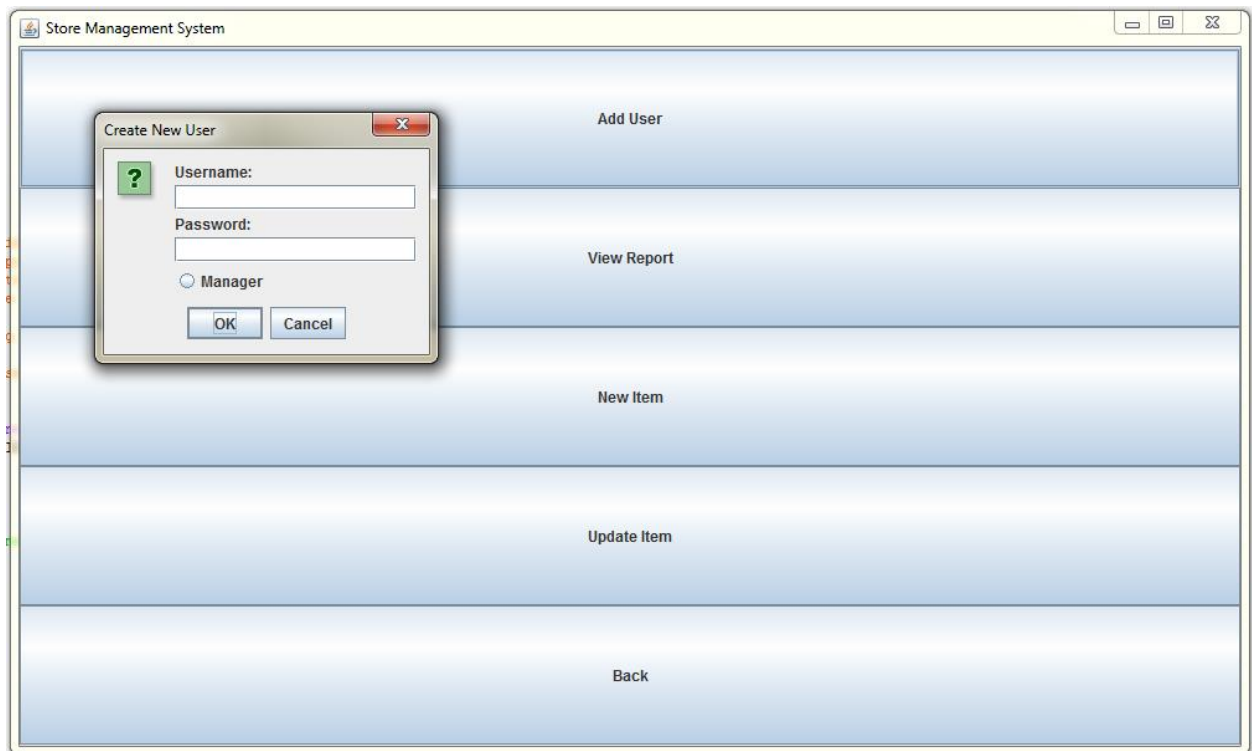 Store Management System
Add User
Create New User
?
Username:
Password:
Manager
OK Cancel
View Report
New Item
Update Item
Back